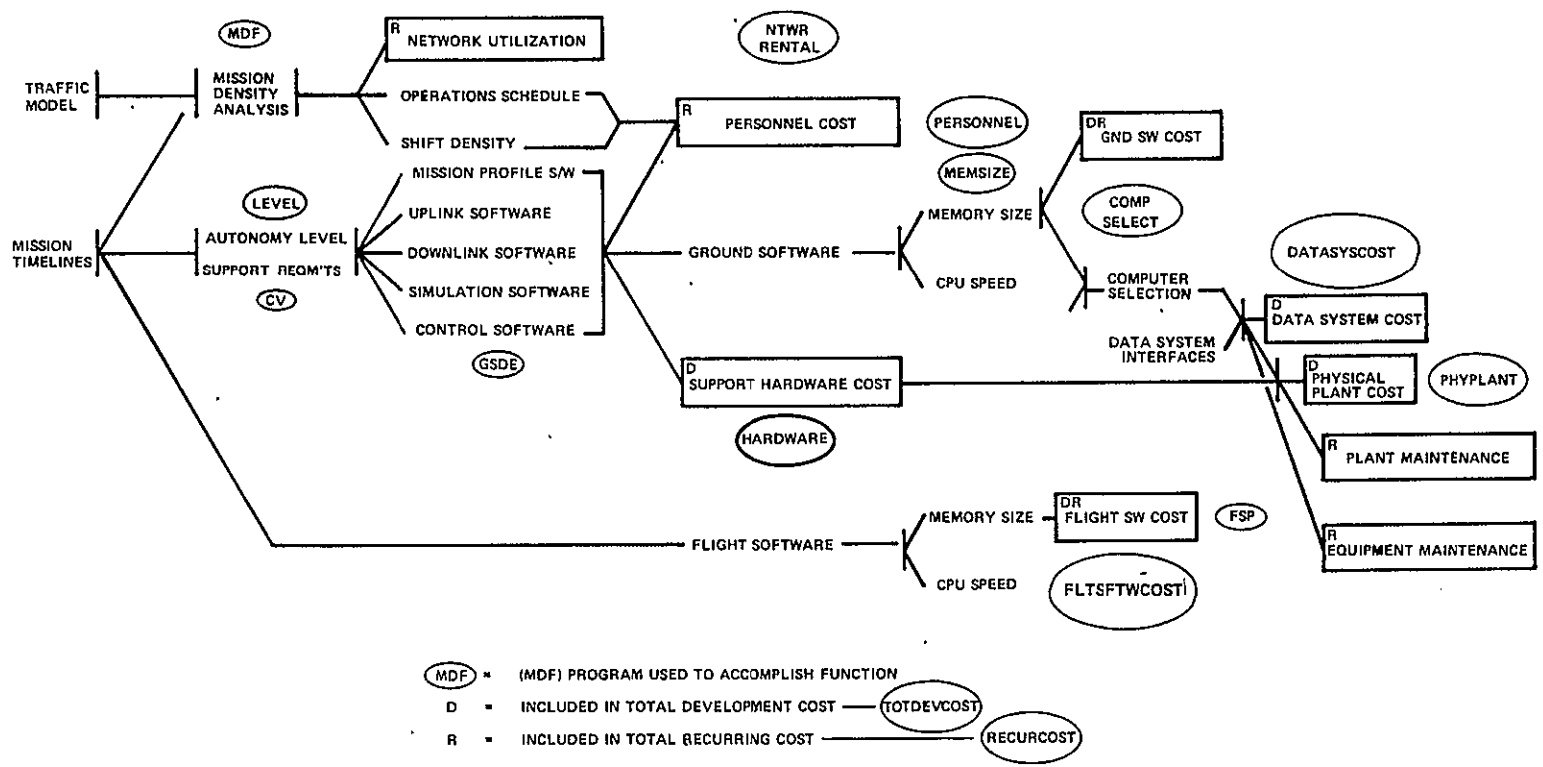 MDF
NTWR
RENTAL
R
NETWORK UTILIZATION
TRAFFIC
MODEL
MISSION
DENSITY
ANALYSIS
OPERATIONS SCHEDULE
SHIFT DENSITY
R
PERSONNEL COST
PERSONNEL
DR
GND SW COST
MISSION PROFILE S/W
MEMSIZE
LEVEL
UPLINK SOFTWARE
MEMORY SIZE
COMP
SELECT
MISSION
TIMELINES
AUTONOMY LEVEL
SUPPORT REQM'TS
CV
DOWNLINK SOFTWARE
GROUND SOFTWARE
DATASYSCOST
SIMULATION SOFTWARE
CPU SPEED
COMPUTER
SELECTION
CONTROL SOFTWARE
D
DATA SYSTEM COST
DATA SYSTEM
INTERFACES
GSDE
D
SUPPORT HARDWARE COST
D
PHYSICAL
PLANT COST
PHYPLANT
HARDWARE
R
PLANT MAINTENANCE
MEMORY SIZE
DR
FLIGHT SW COST
FSP
FLIGHT SOFTWARE
R
EQUIPMENT MAINTENANCE
CPU SPEED
FLTSFTWCOST
MDF = (MDF) PROGRAM USED TO ACCOMPLISH FUNCTION
D = INCLUDED IN TOTAL DEVELOPMENT COST TOTDEVCOST
R = INCLUDED IN TOTAL RECURRING COST RECURCOST